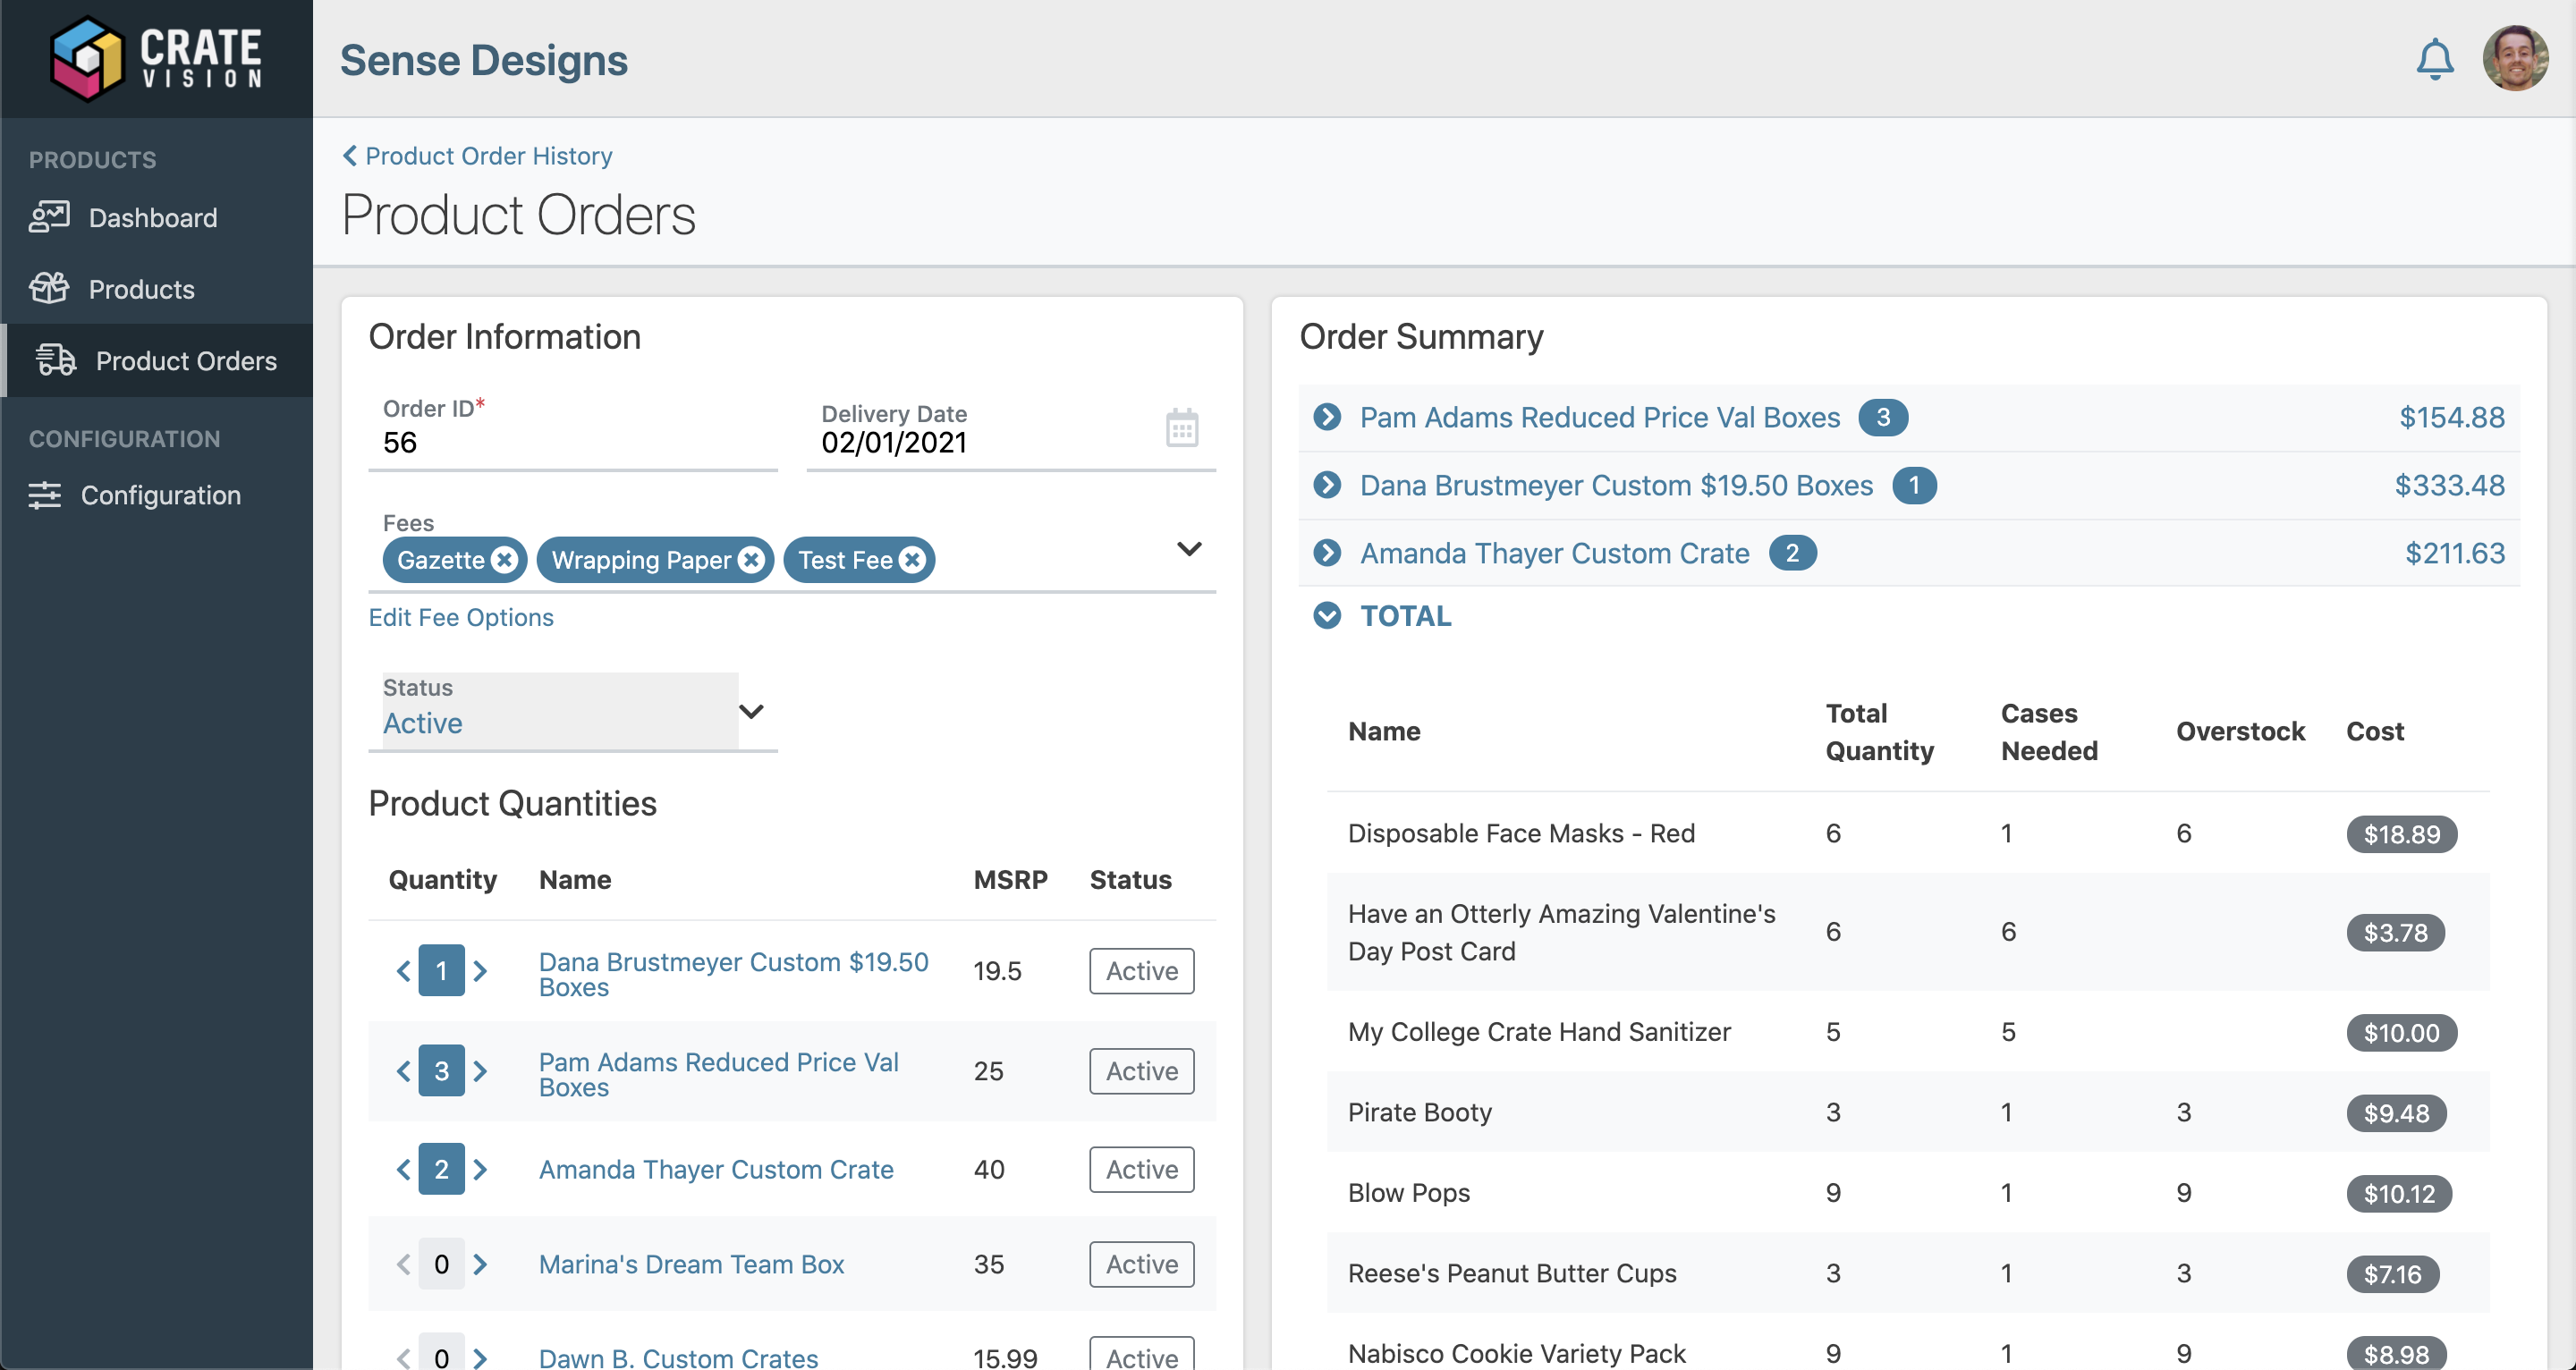 CRATE
VISION
Sense Designs
PRODUCTS
Dashboard
Products
Product Orders
CONFIGURATION
Configuration
Product Order History
Product Orders
Order Information
Order ID*
56
Delivery Date
02/01/2021
Fees
Gazette
Wrapping Paper
Test Fee
Edit Fee Options
Status
Active
Product Quantities
Quantity Name MSRP Status
1 Dana Brustmeyer Custom $19.50
Boxes 19.5 Active
3 Pam Adams Reduced Price Val
Boxes 25 Active
2 Amanda Thayer Custom Crate 40 Active
0 Marina's Dream Team Box 35 Active
0 Dawn B. Custom Crates 15.99 Active
Order Summary
Pam Adams Reduced Price Val Boxes 3 $154.88
Dana Brustmeyer Custom $19.50 Boxes 1 $333.48
Amanda Thayer Custom Crate 2 $211.63
TOTAL
Name Total
Quantity Cases
Needed Overstock Cost
Disposable Face Masks - Red 6 1 6 $18.89
Have an Otterly Amazing Valentine's
Day Post Card 6 6 $3.78
My College Crate Hand Sanitizer 5 5 $10.00
Pirate Booty 3 1 3 $9.48
Blow Pops 9 1 9 $10.12
Reese's Peanut Butter Cups 3 1 3 $7.16
Nabisco Cookie Variety Pack 9 1 9 $8.98